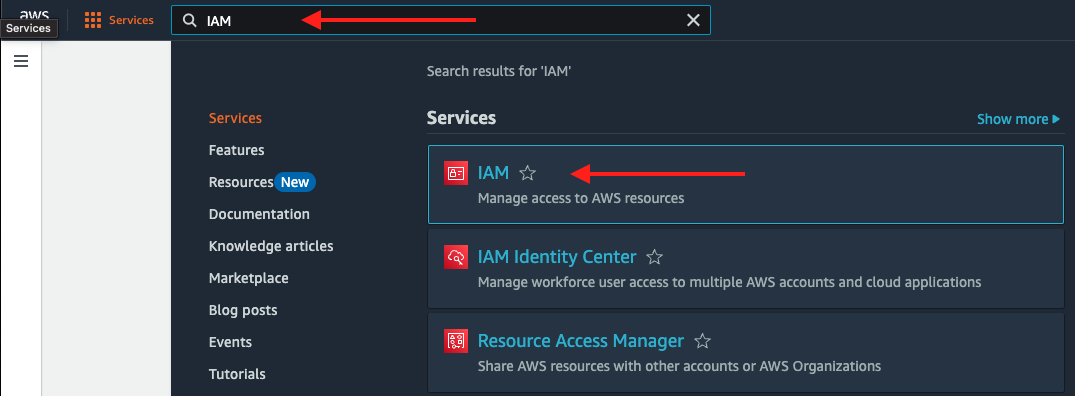 aws
Services
Services
IAM
Search results for 'IAM'
Services
Features
Resources New
Documentation
Knowledge articles
Marketplace
Blog posts
Events
Tutorials
Services
Show more
IAM
Manage access to AWS resources
IAM Identity Center
Manage workforce user access to multiple AWS accounts and cloud applications
Resource Access Manager
Share AWS resources with other accounts or AWS Organizations